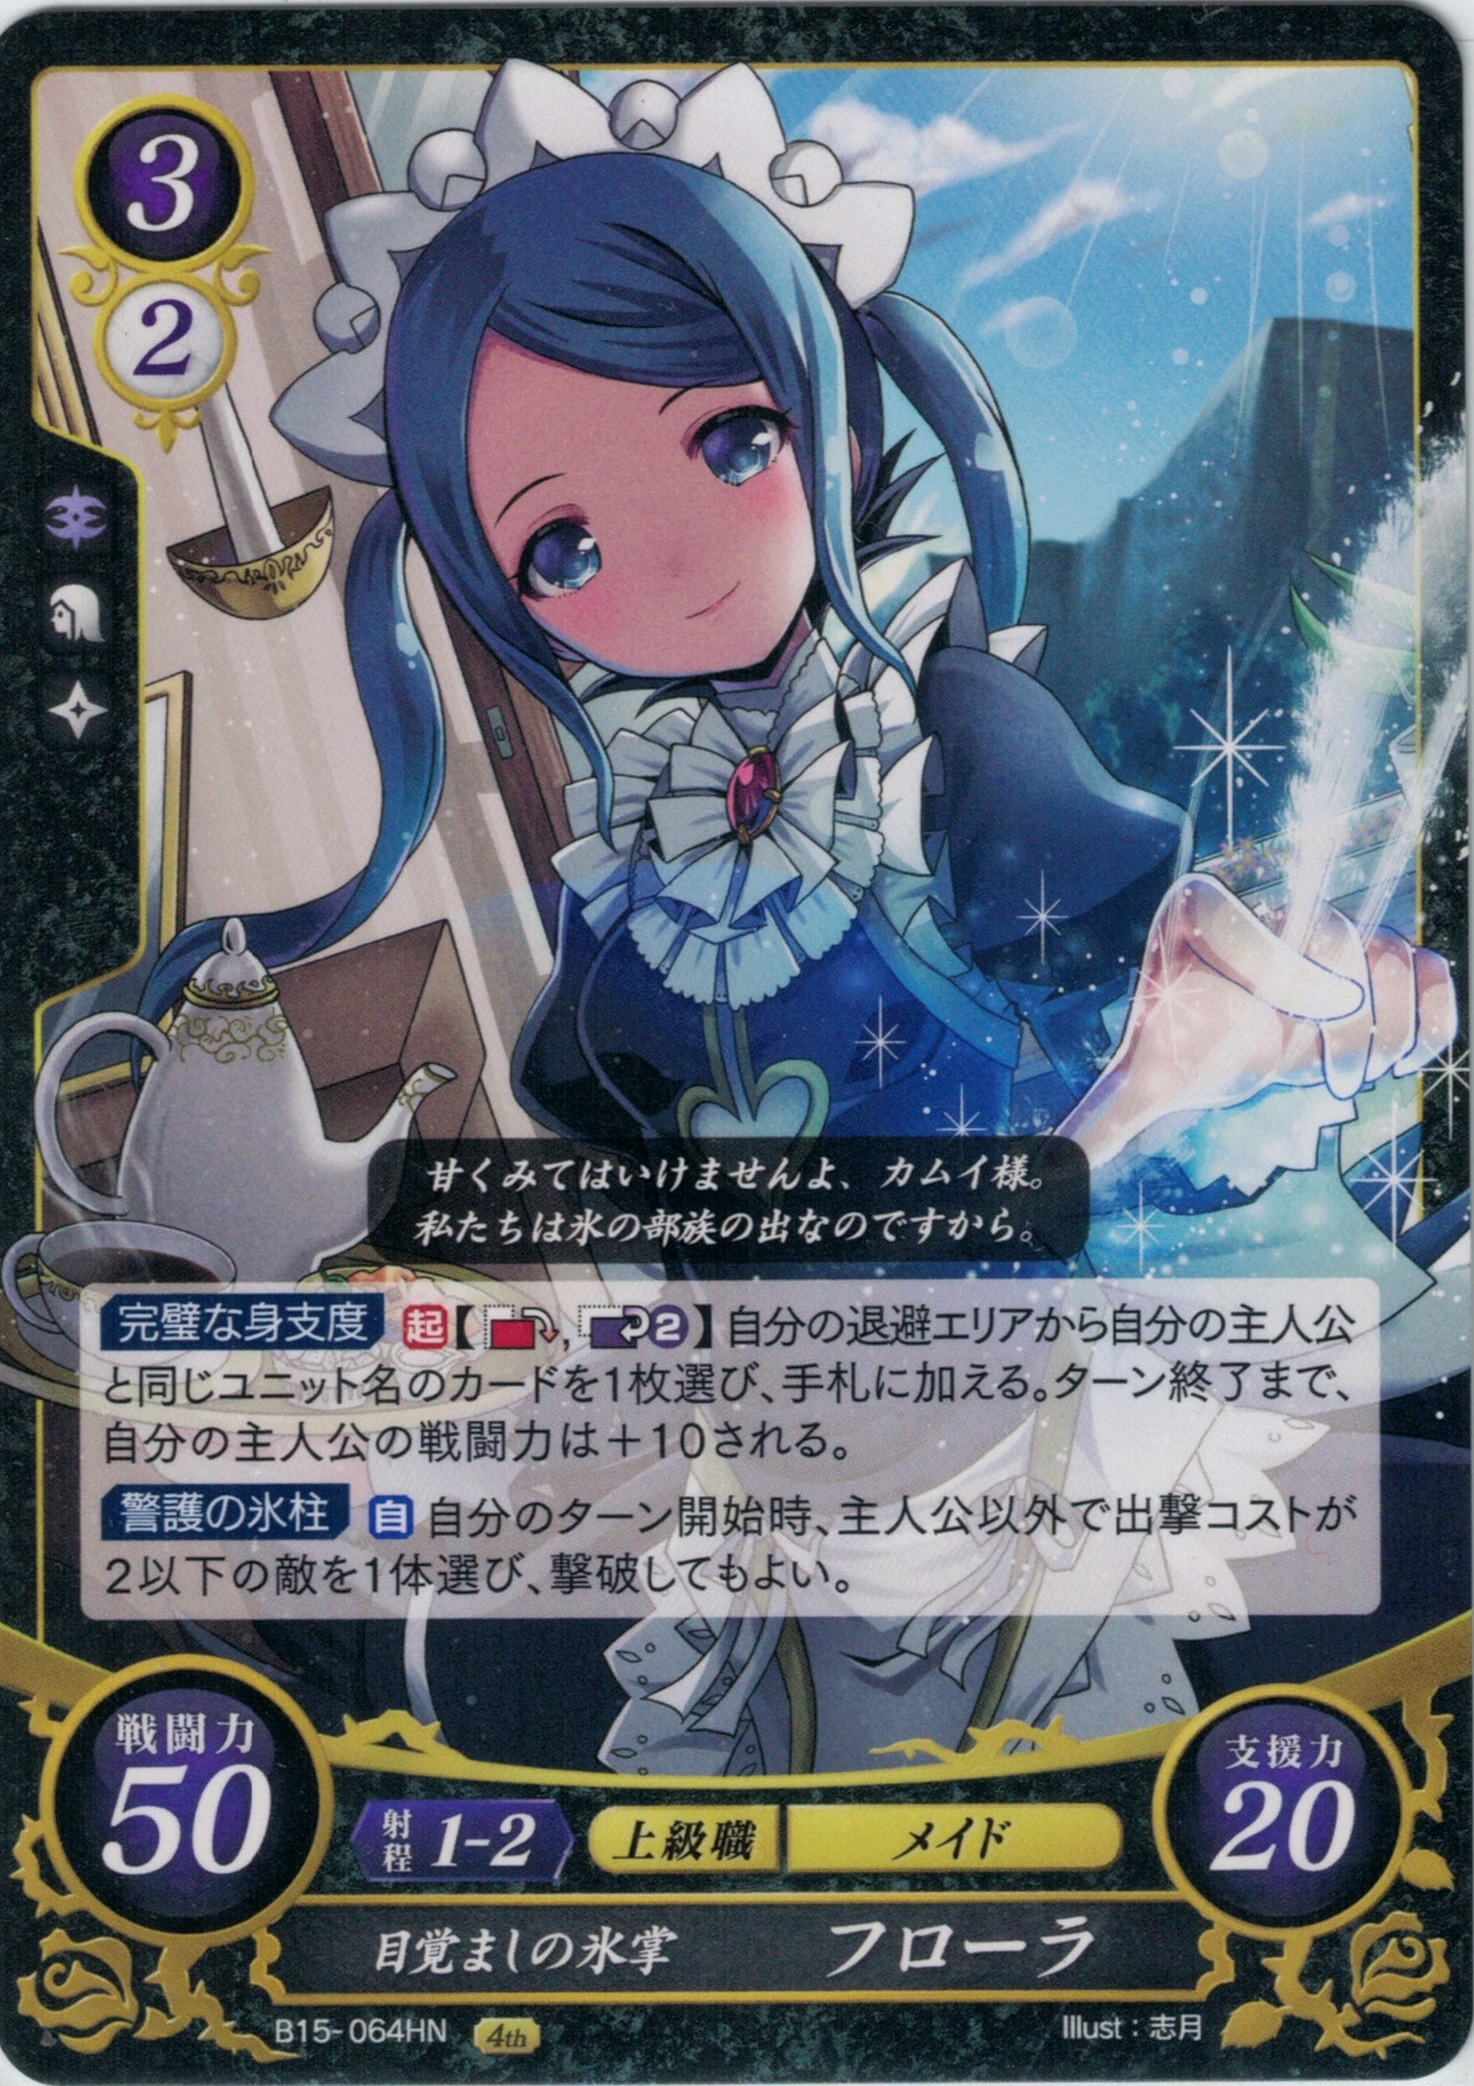 3
2
甘くみてはいけませんよ、カムイ様。
私たちは氷の部族の出なのですから。
完璧な身支度 起【 , 2】自分の退避エリアから自分の主人公
と同じユニット名のカードを1枚選び、手札に加える。ターン終了まで、
自分の主人公の戦闘力は＋10される。
警護の氷柱 自 自分のターン開始時、主人公以外で出撃コストが
2以下の敵を1体選び、撃破してもよい。
戦闘力
50
射程 1-2 上級職 メイド
支援力
20
目覚ましの氷掌 フローラ
B15-064HN 4th Illust：志月